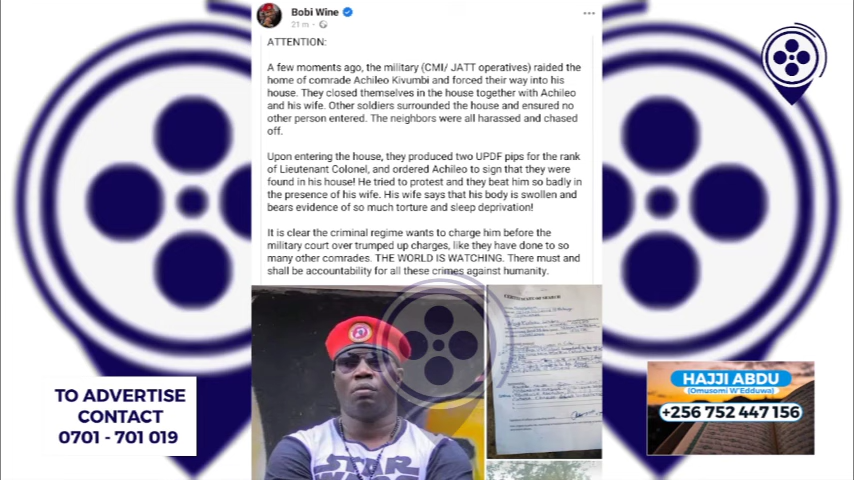 Bobi Wine
21 m
ATTENTION:
A few moments ago, the military (CMI/ JATT operatives) raided the
home of comrade Achileo Kivumbi and forced their way into his
house. They closed themselves in the house together with Achileo
and his wife. Other soldiers surrounded the house and ensured no
other person entered. The neighbors were all harassed and chased
off.
Upon entering the house, they produced two UPDF pips for the rank
of Lieutenant Colonel, and ordered Achileo to sign that they were
found in his house! He tried to protest and they beat him so badly in
the presence of his wife. His wife says that his body is swollen and
bears evidence of so much torture and sleep deprivation!
It is clear the criminal regime wants to charge him before the
military court over trumped up charges, like they have done to so
many other comrades. THE WORLD IS WATCHING. There must and
shall be accountability for all these crimes against humanity.
CERTIFICATE OF SEARCH
STAR
WARS
TO ADVERTISE
CONTACT
0701 - 701 019
HAJJI ABDU
(Omusomi W'Edduwa)
+256 752 447 156